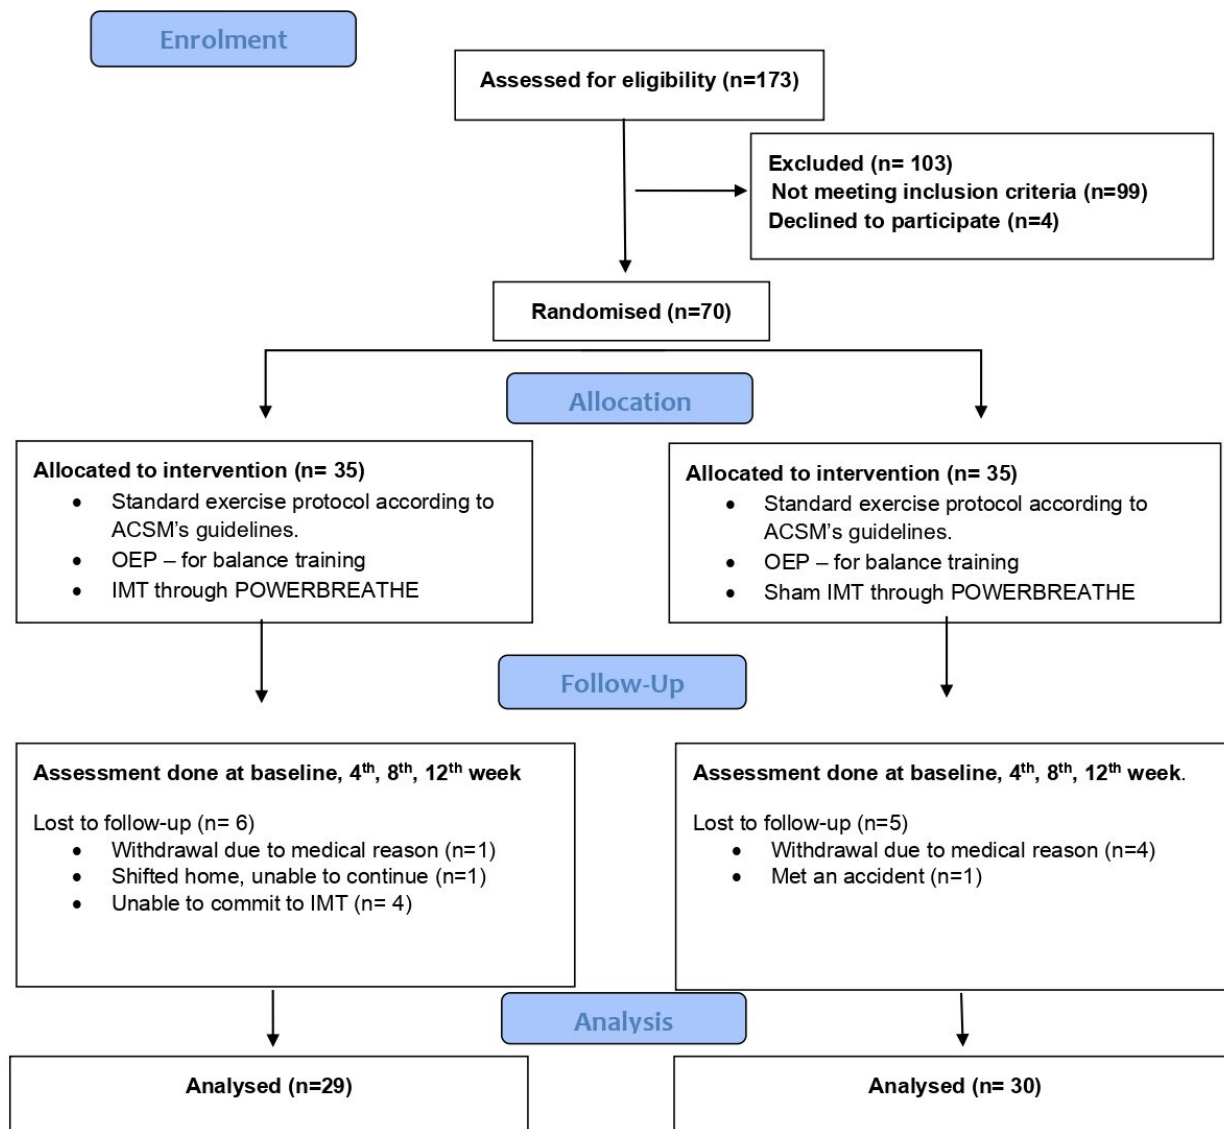 Enrolment
Assessed for eligibility (n=173)
Excluded (n= 103)
Not meeting inclusion criteria (n=99)
Declined to participate (n=4)
Randomised (n=70)
Allocation
Allocated to intervention (n= 35)
• Standard exercise protocol according to
ACSM’s guidelines.
• OEP – for balance training
• IMT through POWERBREATHE
Allocated to intervention (n= 35)
• Standard exercise protocol according to
ACSM’s guidelines.
• OEP – for balance training
• Sham IMT through POWERBREATHE
Follow-Up
Assessment done at baseline, 4th, 8th, 12th week
Lost to follow-up (n= 6)
• Withdrawal due to medical reason (n=1)
• Shifted home, unable to continue (n=1)
• Unable to commit to IMT (n= 4)
Assessment done at baseline, 4th, 8th, 12th week.
Lost to follow-up (n=5)
• Withdrawal due to medical reason (n=4)
• Met an accident (n=1)
Analysis
Analysed (n=29)
Analysed (n= 30)